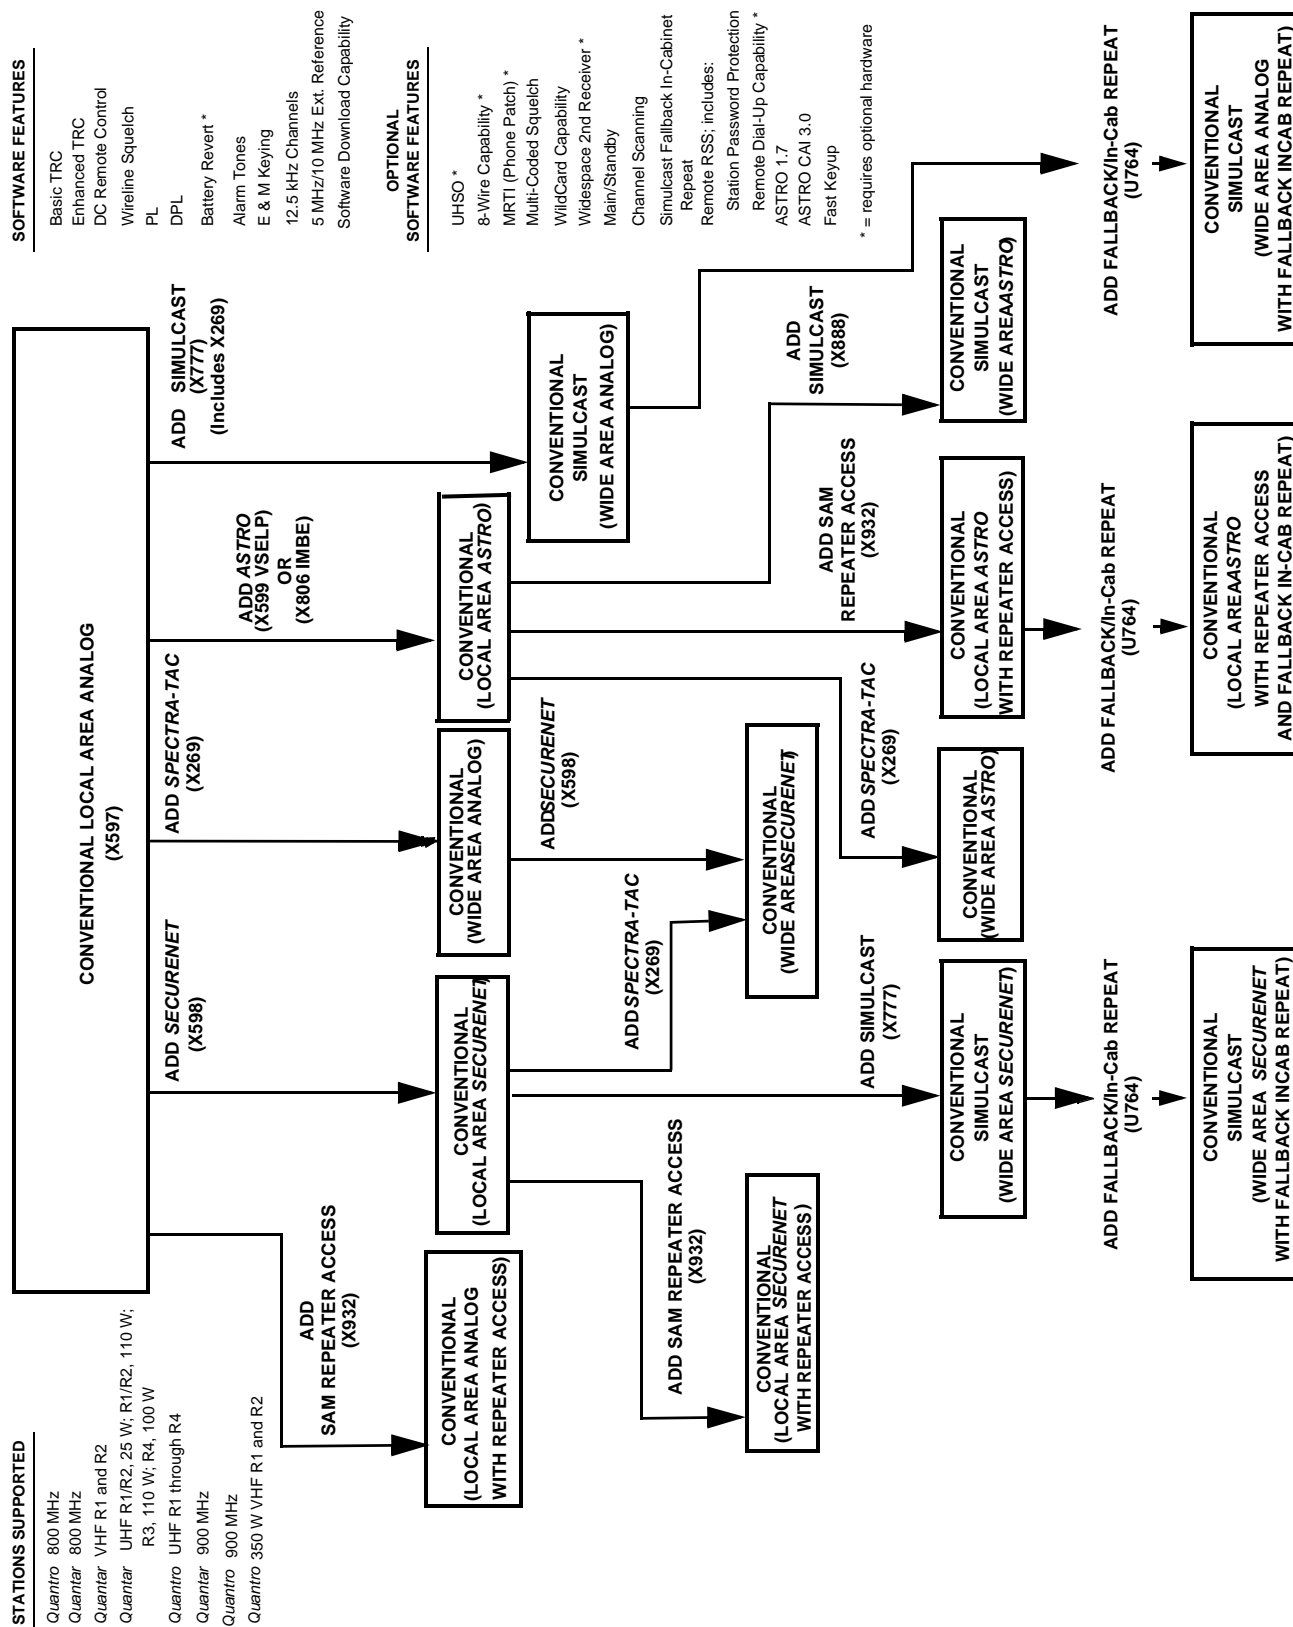 STATIONS SUPPORTED
Quantro 800 MHz
Quantar 800 MHz
Quantar VHF R1 and R2
Quantar UHF R1/R2, 25 W; R1/R2, 110 W;
R3, 110 W; R4, 100 W
Quantro UHF R1 through R4
Quantar 900 MHz
Quantro 900 MHz
Quantro 350 W VHF R1 and R2
CONVENTIONAL LOCAL AREA ANALOG
(X597)
SOFTWARE FEATURES
Basic TRC
Enhanced TRC
DC Remote Control
Wireline Squelch
PL
DPL
Battery Revert *
Alarm Tones
E & M Keying
12.5 kHz Channels
5 MHz/10 MHz Ext. Reference
Software Download Capability
OPTIONAL
SOFTWARE FEATURES
UHSO *
8-Wire Capability *
MRTI (Phone Patch) *
Multi-Coded Squelch
WildCard Capability
Widespace 2nd Receiver *
Main/Standby
Channel Scanning
Simulcast Fallback In-Cabinet
Repeat
Remote RSS; includes:
Station Password Protection
Remote Dial-Up Capability *
ASTRO 1.7
ASTRO CAI 3.0
Fast Keyup
* = requires optional hardware
ADD
SAM REPEATER ACCESS
(X932)
ADD SECURENET
(X598)
ADD SPECTRA-TAC
(X269)
ADD ASTRO
(X599 VSELP)
OR
(X806 IMBE)
ADD SIMULCAST
(X777)
(Includes X269)
CONVENTIONAL
(LOCAL AREA ANALOG
WITH REPEATER ACCESS)
CONVENTIONAL
(LOCAL AREA SECURENET)
CONVENTIONAL
(WIDE AREA ANALOG)
CONVENTIONAL
(LOCAL AREA ASTRO)
CONVENTIONAL
SIMULCAST
(WIDE AREA ANALOG)
ADD SAM REPEATER ACCESS
(X932)
ADDSPECTRA-TAC
(X269)
ADDSECURENET
(X598)
CONVENTIONAL
(LOCAL AREA SECURENET
WITH REPEATER ACCESS)
CONVENTIONAL
(WIDE AREASECURENET)
ADD SIMULCAST
(X777)
ADD SPECTRA-TAC
(X269)
ADD SAM
REPEATER ACCESS
(X932)
ADD
SIMULCAST
(X888)
CONVENTIONAL
SIMULCAST
(WIDE AREA SECURENET)
CONVENTIONAL
(WIDE AREA ASTRO)
CONVENTIONAL
(LOCAL AREA ASTRO
WITH REPEATER ACCESS)
CONVENTIONAL
SIMULCAST
(WIDE AREAASTRO)
ADD FALLBACK/In-Cab REPEAT
(U764)
ADD FALLBACK/In-Cab REPEAT
(U764)
ADD FALLBACK/In-Cab REPEAT
(U764)
CONVENTIONAL
SIMULCAST
(WIDE AREA SECURENET
WITH FALLBACK INCAB REPEAT)
CONVENTIONAL
(LOCAL AREAASTRO
WITH REPEATER ACCESS
AND FALLBACK IN-CAB REPEAT)
CONVENTIONAL
SIMULCAST
(WIDE AREA ANALOG
WITH FALLBACK INCAB REPEAT)